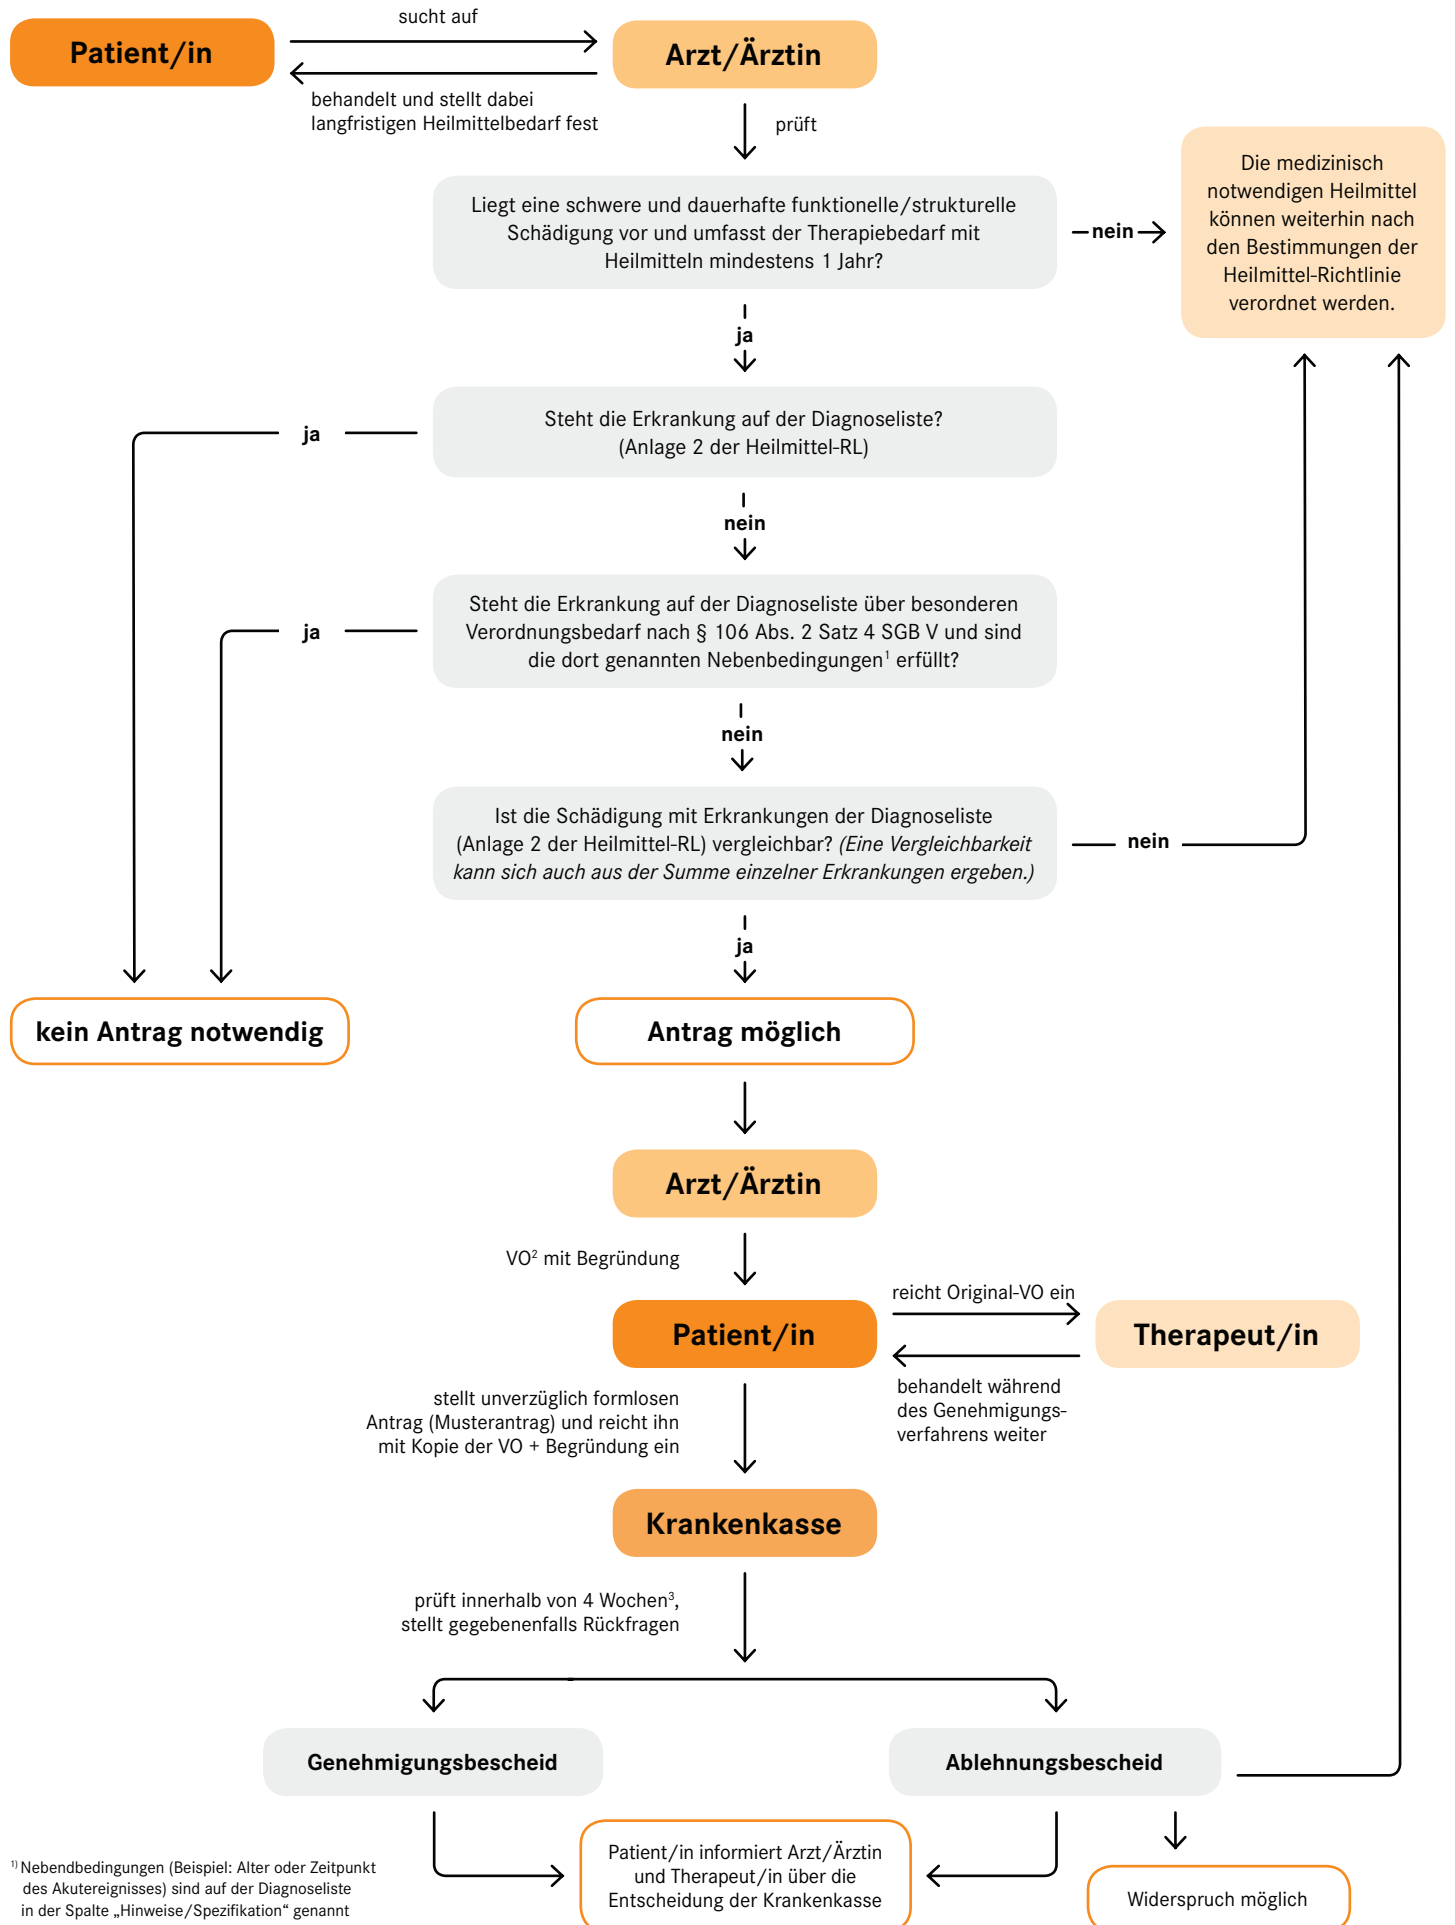 Patient/in
sucht auf
Arzt/Ärztin
behandelt und stellt dabei
langfristigen Heilmittelbedarf fest
prüft
Liegt eine schwere und dauerhafte funktionelle/strukturelle
Schädigung vor und umfasst der Therapiebedarf mit
Heilmitteln mindestens 1 Jahr?
nein
Die medizinisch
notwendigen Heilmittel
können weiterhin nach
den Bestimmungen der
Heilmittel-Richtlinie
verordnet werden.
ja
Steht die Erkrankung auf der Diagnoseliste?
(Anlage 2 der Heilmittel-RL)
ja
nein
Steht die Erkrankung auf der Diagnoseliste über besonderen
Verordnungsbedarf nach § 106 Abs. 2 Satz 4 SGB V und sind
die dort genannten Nebenbedingungen¹ erfüllt?
ja
nein
Ist die Schädigung mit Erkrankungen der Diagnoseliste
(Anlage 2 der Heilmittel-RL) vergleichbar? (Eine Vergleichbarkeit
kann sich auch aus der Summe einzelner Erkrankungen ergeben.)
nein
ja
kein Antrag notwendig
Antrag möglich
Arzt/Ärztin
VO² mit Begründung
Patient/in
reicht Original-VO ein
Therapeut/in
behandelt während
des Genehmigungs-
verfahrens weiter
stellt unverzüglich formlosen
Antrag (Musterantrag) und reicht ihn
mit Kopie der VO + Begründung ein
Krankenkasse
prüft innerhalb von 4 Wochen³,
stellt gegebenenfalls Rückfragen
Genehmigungsbescheid
Ablehnungsbescheid
Patient/in informiert Arzt/Ärztin
und Therapeut/in über die
Entscheidung der Krankenkasse
Widerspruch möglich
¹⁾ Nebendbedingungen (Beispiel: Alter oder Zeitpunkt
des Akutereignisses) sind auf der Diagnoseliste
in der Spalte „Hinweise/Spezifikation“ genannt